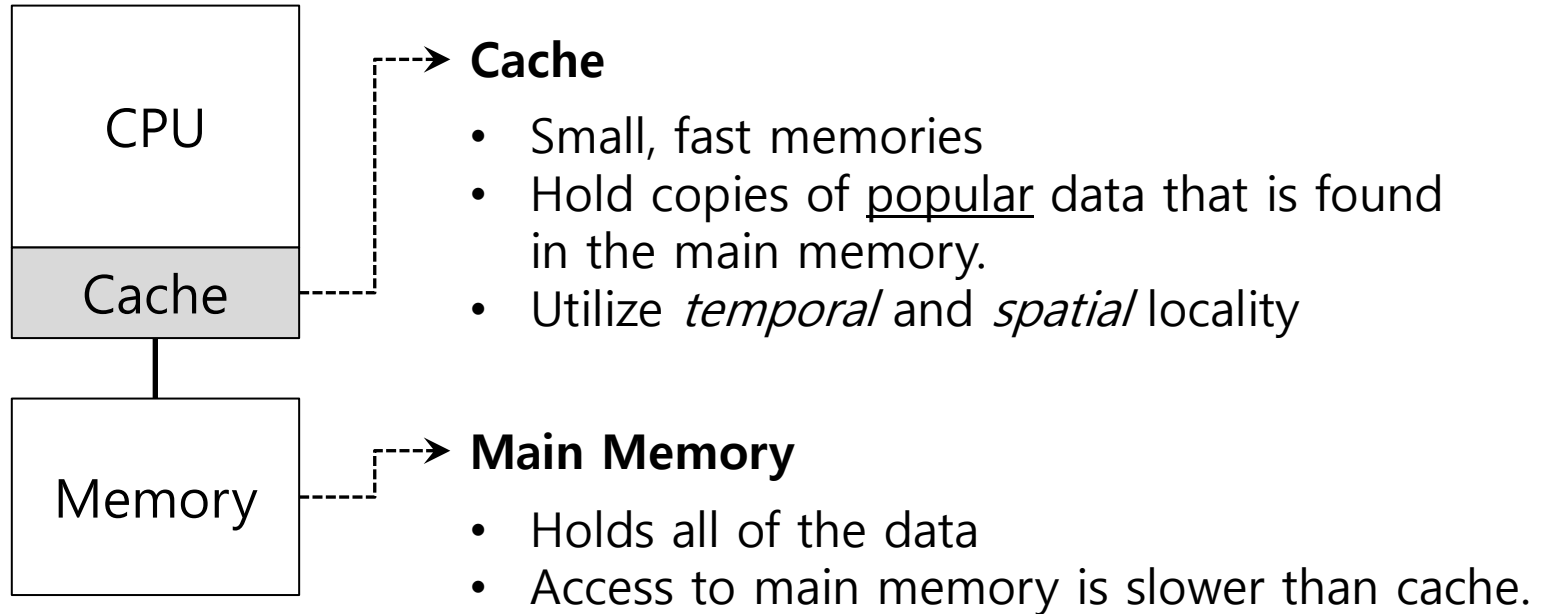 CPU
Cache
Memory
Cache
• Small, fast memories
• Hold copies of popular data that is found
in the main memory.
• Utilize temporal and spatial locality
Main Memory
• Holds all of the data
• Access to main memory is slower than cache.